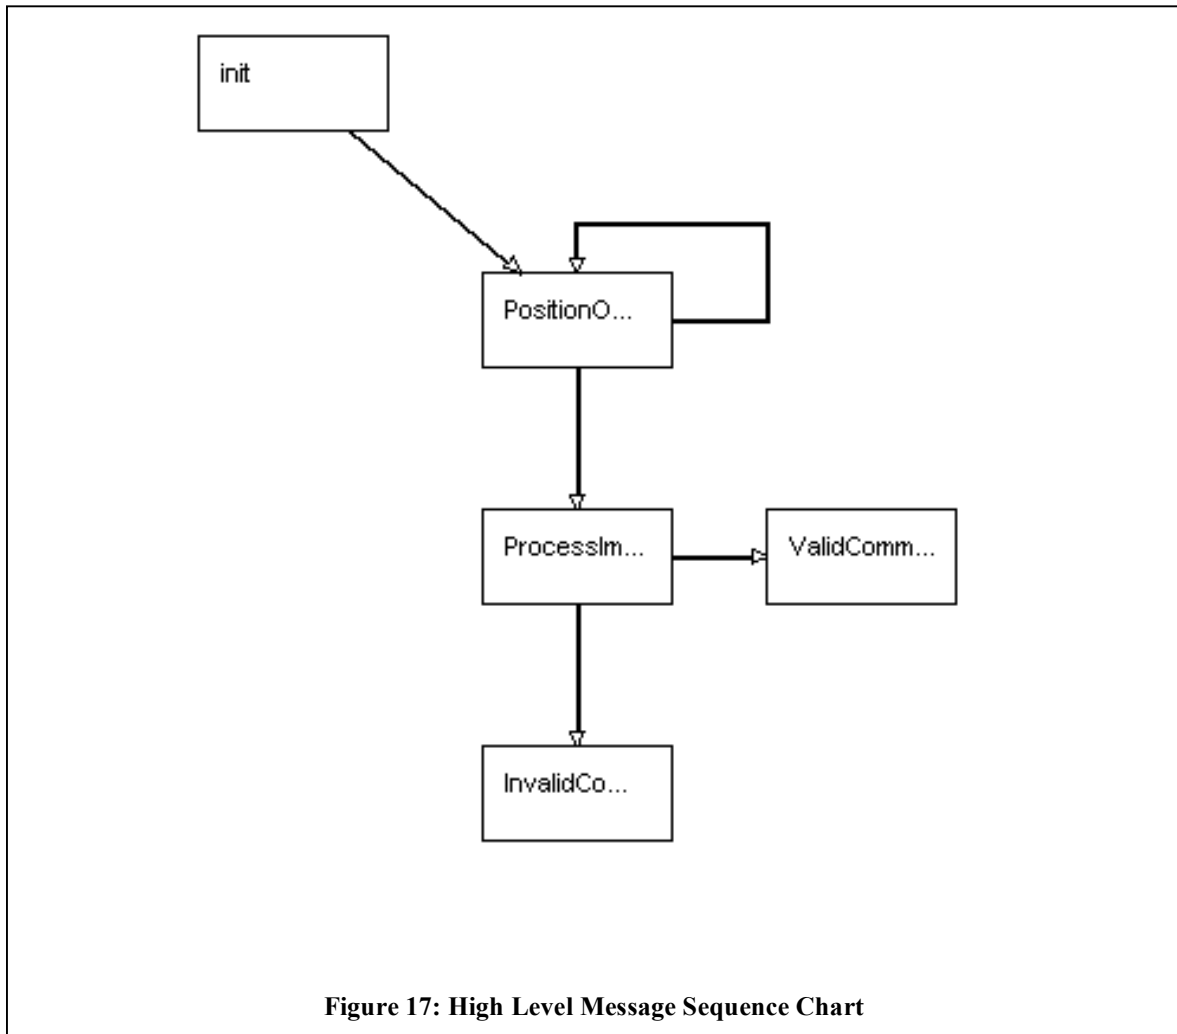 init
PositionO...
ProcessIm...
ValidComm...
InvalidCo...
Figure 17: High Level Message Sequence Chart